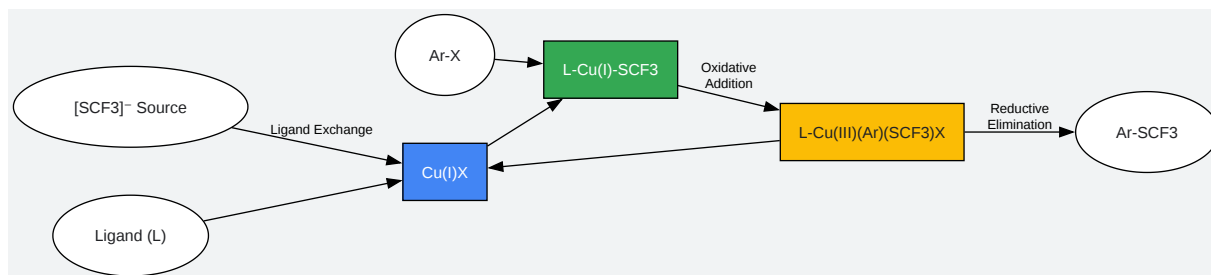 Ar-X
L-Cu(I)-SCF3
Oxidative
Addition
[SCF3]⁻ Source
Ligand Exchange
L-Cu(III)(Ar)(SCF3)X
Reductive
Elimination
Ar-SCF3
Cu(I)X
Ligand (L)